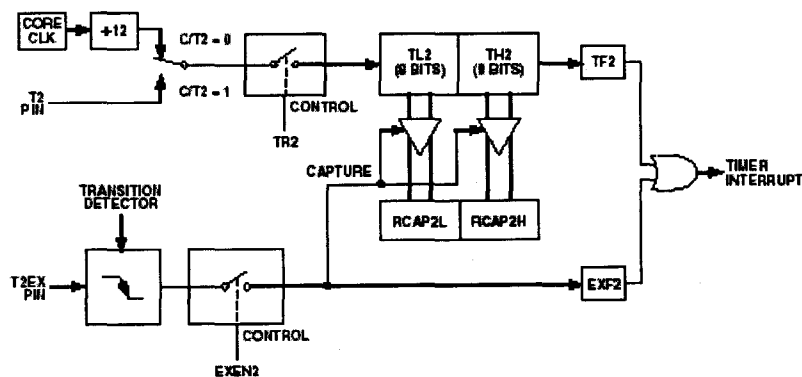 CORE
CLK
÷12
C/T2 = 0
C/T2 = 1
T2
PIN
CONTROL
TR2
TL2
(8 BITS)
TH2
(8 BITS)
TF2
CAPTURE
RCAP2L
RCAP2H
TIMER
INTERRUPT
TRANSITION
DETECTOR
T2EX
PIN
CONTROL
EXEN2
EXF2